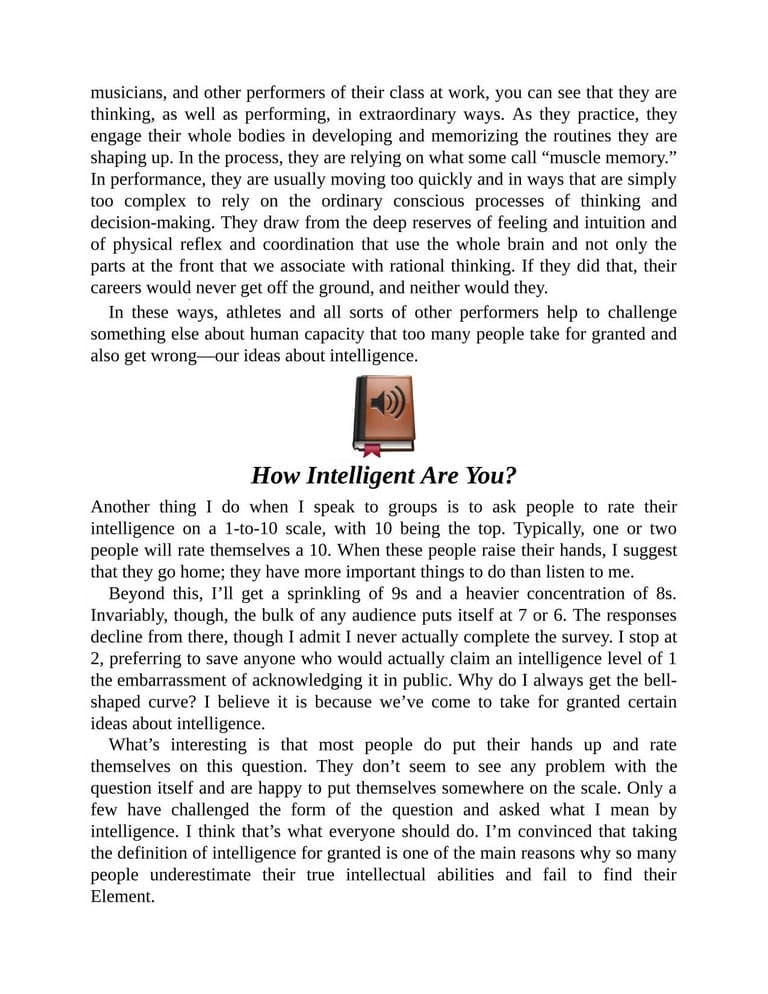 musicians, and other performers of their class at work, you can see that they are
thinking, as well as performing, in extraordinary ways. As they practice, they
engage their whole bodies in developing and memorizing the routines they are
shaping up. In the process, they are relying on what some call “muscle memory.”
In performance, they are usually moving too quickly and in ways that are simply
too complex to rely on the ordinary conscious processes of thinking and
decision-making. They draw from the deep reserves of feeling and intuition and
of physical reflex and coordination that use the whole brain and not only the
parts at the front that we associate with rational thinking. If they did that, their
careers would never get off the ground, and neither would they.
In these ways, athletes and all sorts of other performers help to challenge
something else about human capacity that too many people take for granted and
also get wrong—our ideas about intelligence.
How Intelligent Are You?
Another thing I do when I speak to groups is to ask people to rate their
intelligence on a 1-to-10 scale, with 10 being the top. Typically, one or two
people will rate themselves a 10. When these people raise their hands, I suggest
that they go home; they have more important things to do than listen to me.
Beyond this, I’ll get a sprinkling of 9s and a heavier concentration of 8s.
Invariably, though, the bulk of any audience puts itself at 7 or 6. The responses
decline from there, though I admit I never actually complete the survey. I stop at
2, preferring to save anyone who would actually claim an intelligence level of 1
the embarrassment of acknowledging it in public. Why do I always get the bell-
shaped curve? I believe it is because we’ve come to take for granted certain
ideas about intelligence.
What’s interesting is that most people do put their hands up and rate
themselves on this question. They don’t seem to see any problem with the
question itself and are happy to put themselves somewhere on the scale. Only a
few have challenged the form of the question and asked what I mean by
intelligence. I think that’s what everyone should do. I’m convinced that taking
the definition of intelligence for granted is one of the main reasons why so many
people underestimate their true intellectual abilities and fail to find their
Element.